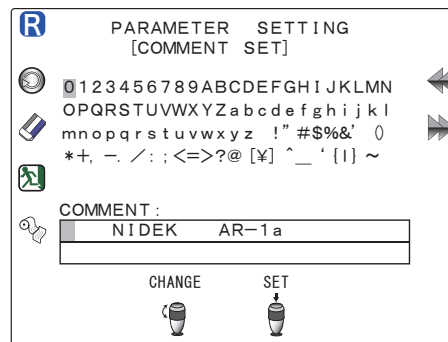 R
PARAMETER SETTING
[COMMENT SET]
0123456789ABCDEFGHIJKLMN
OPQRSTUVWXYZabcdefghijkl
mnopqrstuvwxyz !"#$%&' ()
*+, −. ／: ;<=>?@ [¥] ^_ ‘{|} ~
COMMENT :
NIDEK AR−1a
CHANGE SET